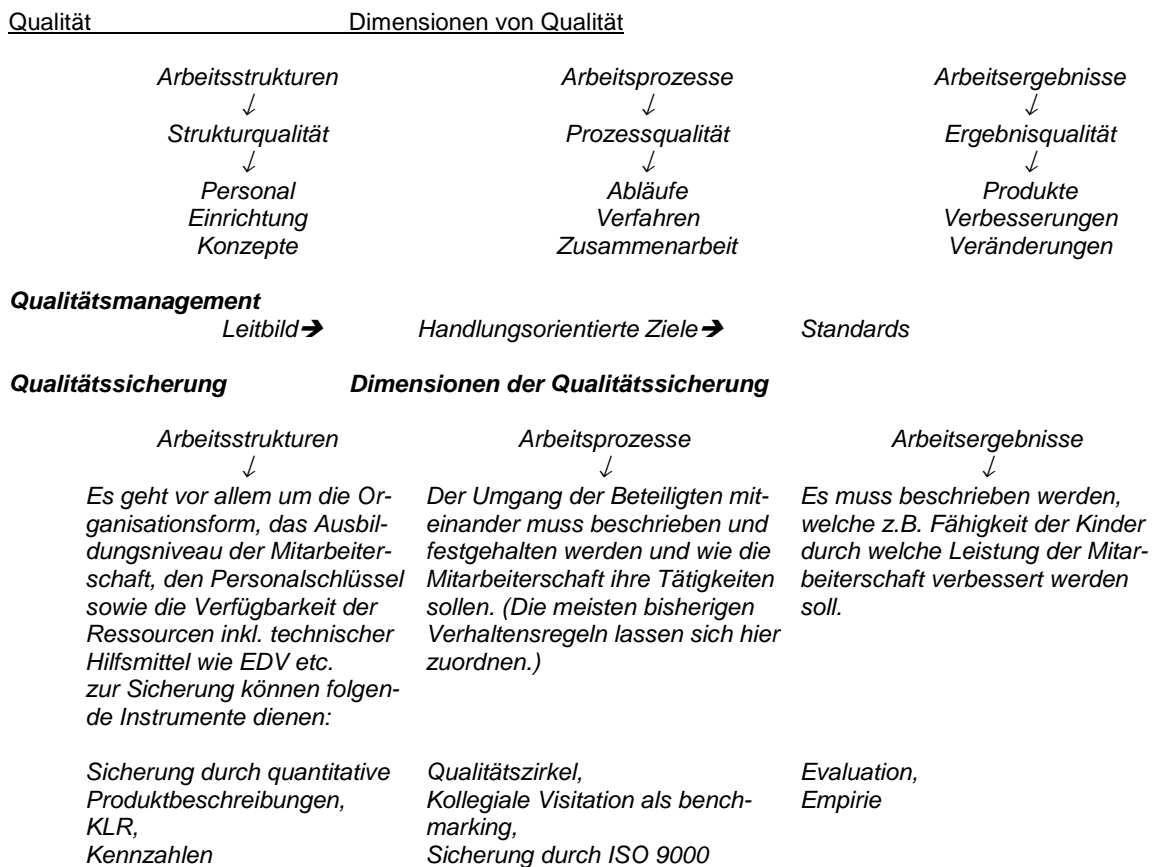 Qualität Dimensionen von Qualität
Arbeitsstrukturen Arbeitsprozesse Arbeitsergebnisse
↓ ↓ ↓
Strukturqualität Prozessqualität Ergebnisqualität
↓ ↓ ↓
Personal Abläufe Produkte
Einrichtung Verfahren Verbesserungen
Konzepte Zusammenarbeit Veränderungen
Qualitätsmanagement
Leitbild➔ Handlungsorientierte Ziele➔ Standards
Qualitätssicherung Dimensionen der Qualitätssicherung
Arbeitsstrukturen Arbeitsprozesse Arbeitsergebnisse
↓ ↓ ↓
Es geht vor allem um die Or-
ganisationsform, das Ausbil-
dungsniveau der Mitarbeiter-
schaft, den Personalschlüssel
sowie die Verfügbarkeit der
Ressourcen inkl. technischer
Hilfsmittel wie EDV etc.
zur Sicherung können folgen-
de Instrumente dienen:
Der Umgang der Beteiligten mit-
einander muss beschrieben und
festgehalten werden und wie die
Mitarbeiterschaft ihre Tätigkeiten
sollen. (Die meisten bisherigen
Verhaltensregeln lassen sich hier
zuordnen.)
Es muss beschrieben werden,
welche z.B. Fähigkeit der Kinder
durch welche Leistung der Mitar-
beiterschaft verbessert werden
soll.
Sicherung durch quantitative
Produktbeschreibungen,
KLR,
Kennzahlen
Qualitätszirkel,
Kollegiale Visitation als bench-
marking,
Sicherung durch ISO 9000
Evaluation,
Empirie